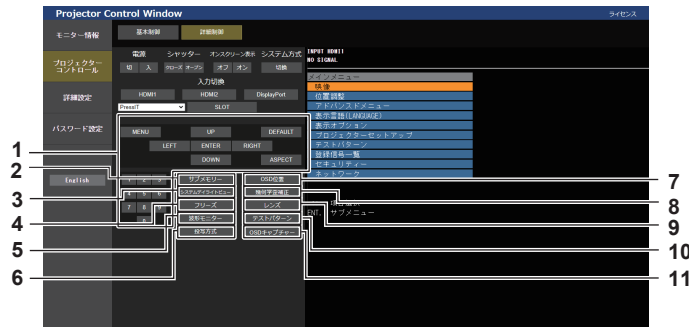 Projector Control Window
ライセンス
モニター情報
基本制御
詳細制御
プロジェクター
コントロール
電源
シャッター
オンスクリーン表示
システム方式
切
入
クローズ
オープン
オフ
オン
切換
入力切換
HDMI1
HDMI2
DisplayPort
PressIT
SLOT
詳細設定
パスワード設定
English
MENU
UP
DEFAULT
LEFT
ENTER
RIGHT
DOWN
ASPECT
1
2
3
4
5
6
7
8
9
サブメモリー
OSD位置
システムデイライトビュー
幾何学歪補正
フリーズ
レンズ
波形モニター
テストパターン
投写方式
OSDキャプチャー
INPUT HDMI1
NO SIGNAL
メインメニュー
映像
位置調整
アドバンスドメニュー
表示言語(LANGUAGE)
表示オプション
プロジェクターセットアップ
テストパターン
登録信号一覧
セキュリティー
ネットワーク
ENT. サブメニュー
1
2
3
4
5
6
7
8
9
10
11